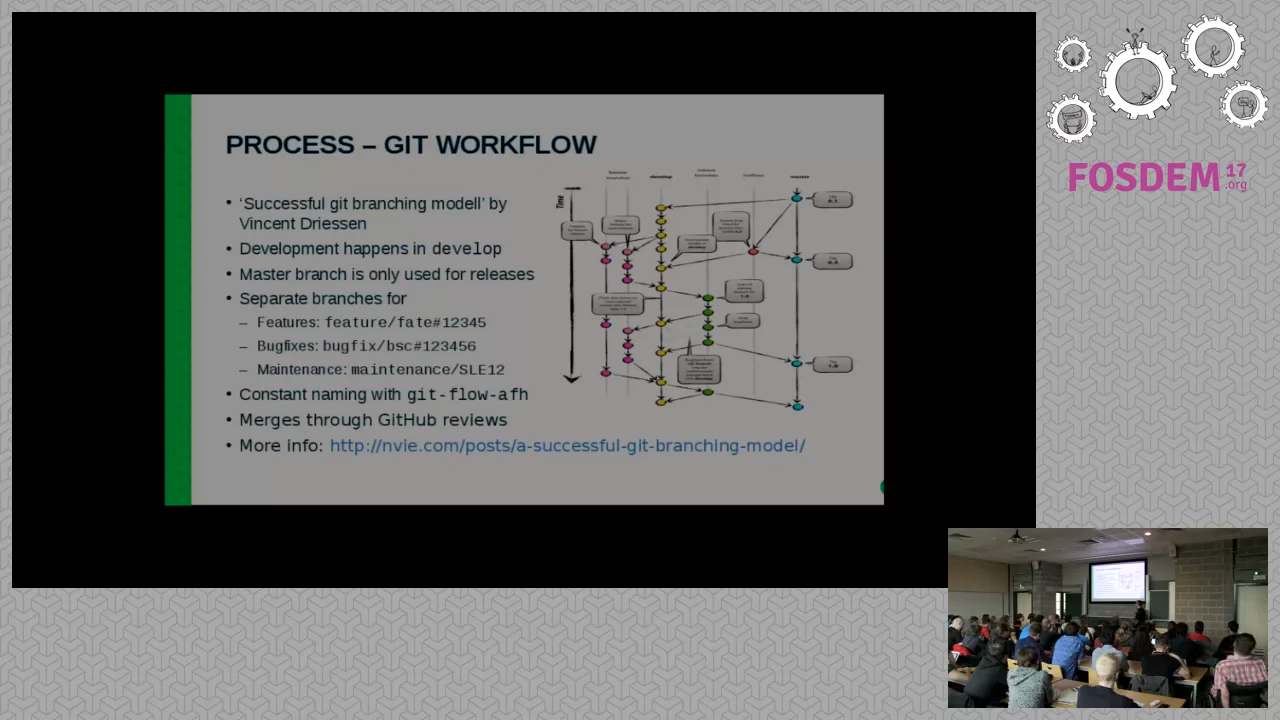 PROCESS – GIT WORKFLOW
• ‘Successful git branching modell’ by
Vincent Driessen
• Development happens in develop
• Master branch is only used for releases
• Separate branches for
– Features: feature/fate#12345
– Bugfixes: bugfix/bsc#123456
– Maintenance: maintenance/SLE12
• Constant naming with git-flow-afh
• Merges through GitHub reviews
• More info: http://nvie.com/posts/a-successful-git-branching-model/
Time
develop
master
FOSDEM 17
.org